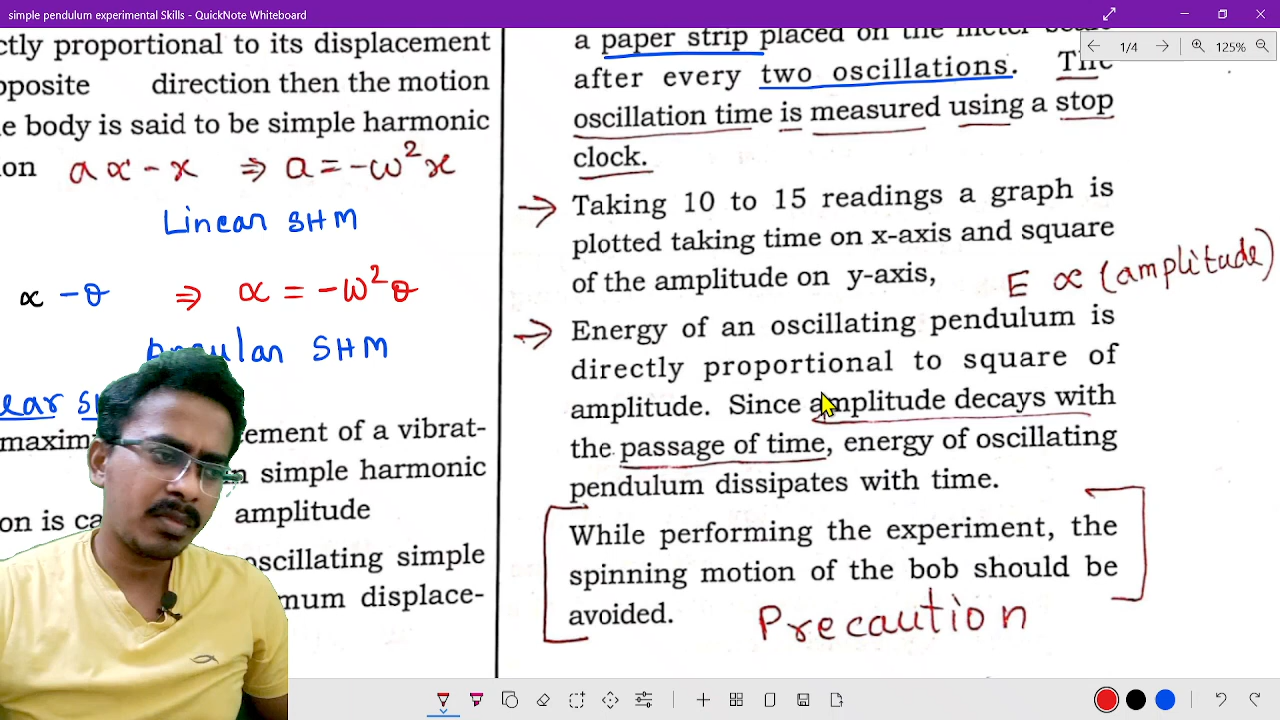 simple pendulum experimental Skills - QuickNote Whiteboard
1/4
125%
ctly proportional to its displacement
pposite direction then the motion
e body is said to be simple harmonic
on a ∝ - x ⇒ a = -ω²x
Linear SHM
∝ -θ ⇒ α = -ω²θ
Angular SHM
ear S
maxim ement of a vibrat-
simple harmonic
on is ca amplitude
oscillating simple
mum displace-
a paper strip placed on the meter
after every two oscillations. The
oscillation time is measured using a stop
clock.
→ Taking 10 to 15 readings a graph is
plotted taking time on x-axis and square
of the amplitude on y-axis,
E ∝ (amplitude)
→ Energy of an oscillating pendulum is
directly proportional to square of
amplitude. Since amplitude decays with
the passage of time, energy of oscillating
pendulum dissipates with time.
While performing the experiment, the
spinning motion of the bob should be
avoided.
Precaution